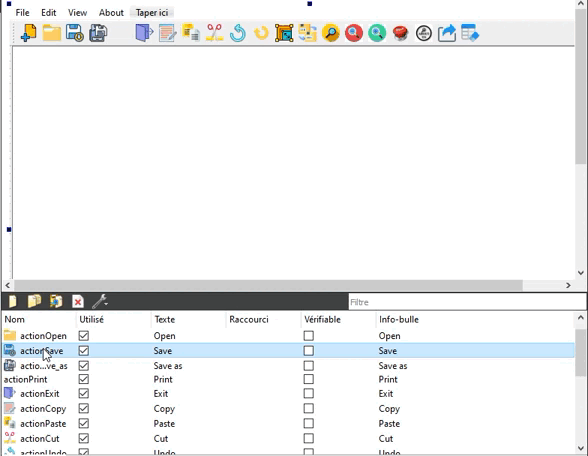 File Edit View About Taper ici
Filtre
Nom Utilisé Texte Raccourci Vérifiable Info-bulle
actionOpen Open Open
actionSave Save Save
actio...ve_as Save as Save as
actionPrint Print Print
actionExit Exit Exit
actionCopy Copy Copy
actionPaste Paste Paste
actionCut Cut Cut
actionUndo Undo Undo